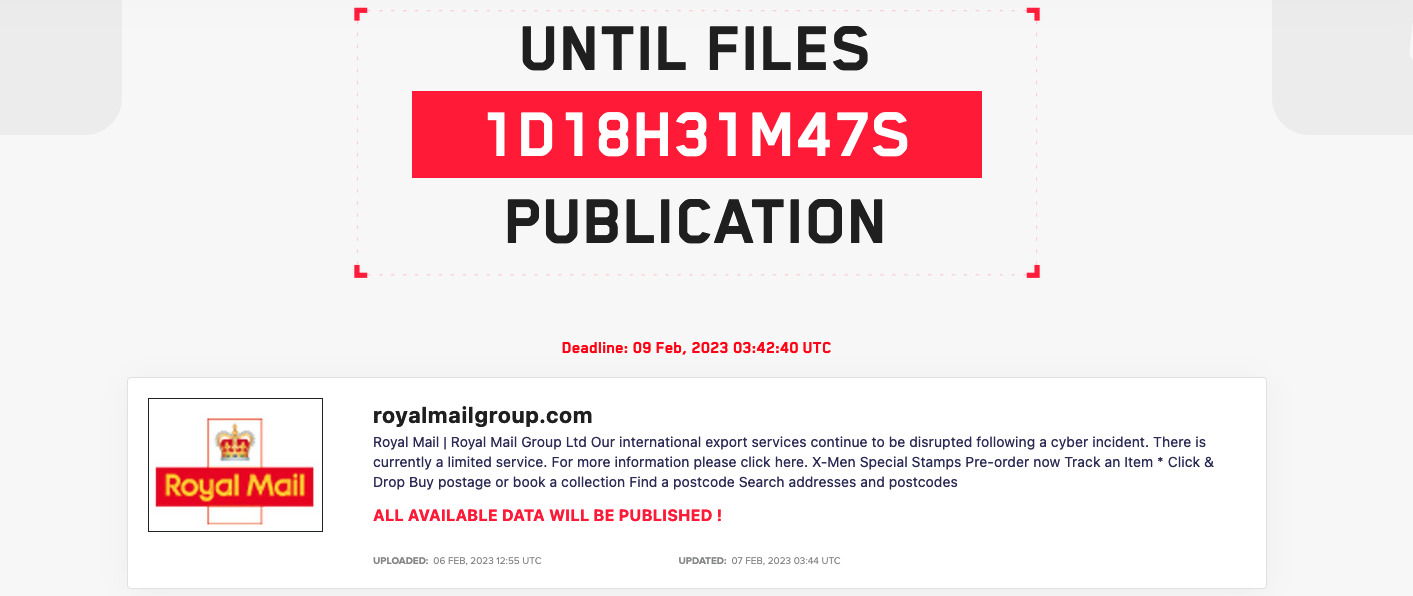 UNTIL FILES
1D18H31M47S
PUBLICATION
Deadline: 09 Feb, 2023 03:42:40 UTC
royalmailgroup.com
Royal Mail | Royal Mail Group Ltd Our international export services continue to be disrupted following a cyber incident. There is
currently a limited service. For more information please click here. X-Men Special Stamps Pre-order now Track an Item * Click &
Drop Buy postage or book a collection Find a postcode Search addresses and postcodes
Royal Mail
ALL AVAILABLE DATA WILL BE PUBLISHED !
UPLOADED: 06 FEB, 2023 12:55 UTC
UPDATED: 07 FEB, 2023 03:44 UTC